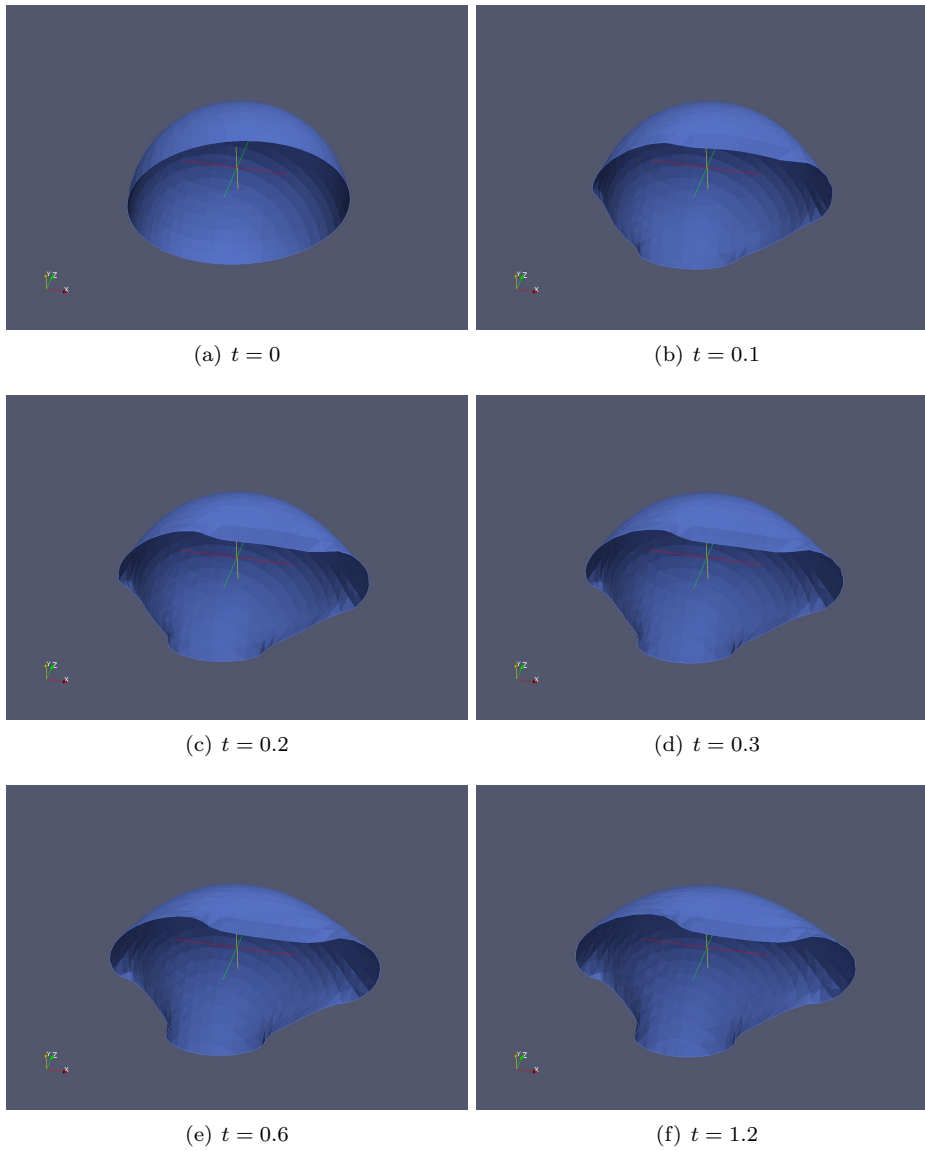 Y Z
X
Y Z
X
(a) t = 0
(b) t = 0.1
Y Z
X
Y Z
X
(c) t = 0.2
(d) t = 0.3
Y Z
X
Y Z
X
(e) t = 0.6
(f) t = 1.2